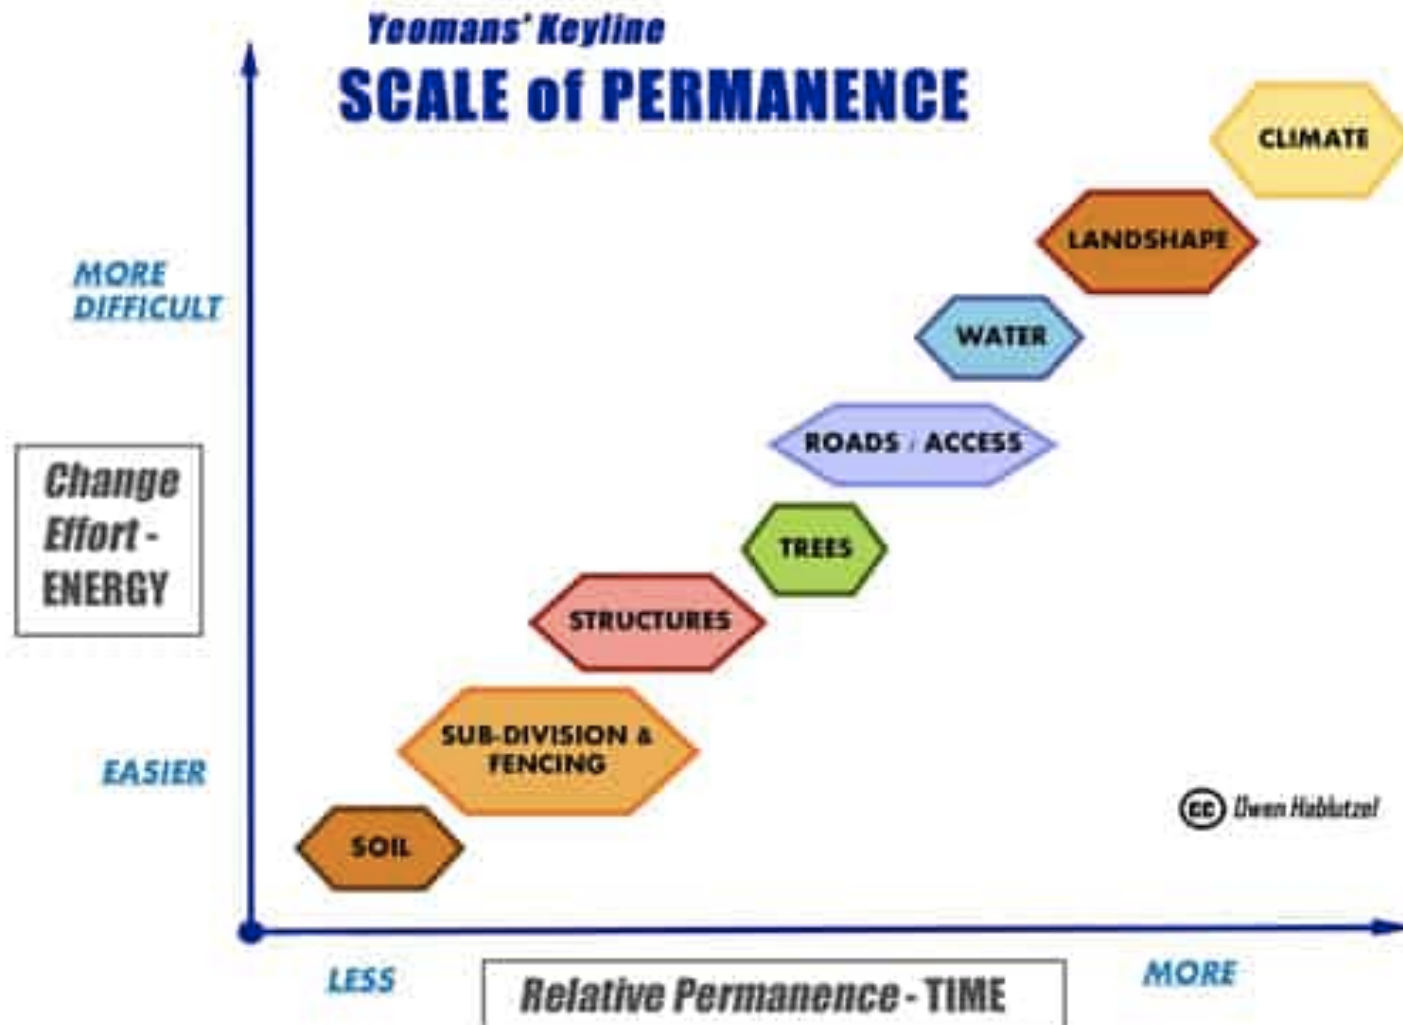 Yeomans' Keyline
SCALE of PERMANENCE
CLIMATE
LANDSHAPE
MORE
DIFFICULT
WATER
ROADS / ACCESS
Change
Effort -
ENERGY
TREES
STRUCTURES
SUB-DIVISION &
FENCING
EASIER
cc Owen Hablutzel
SOIL
LESS
MORE
Relative Permanence - TIME